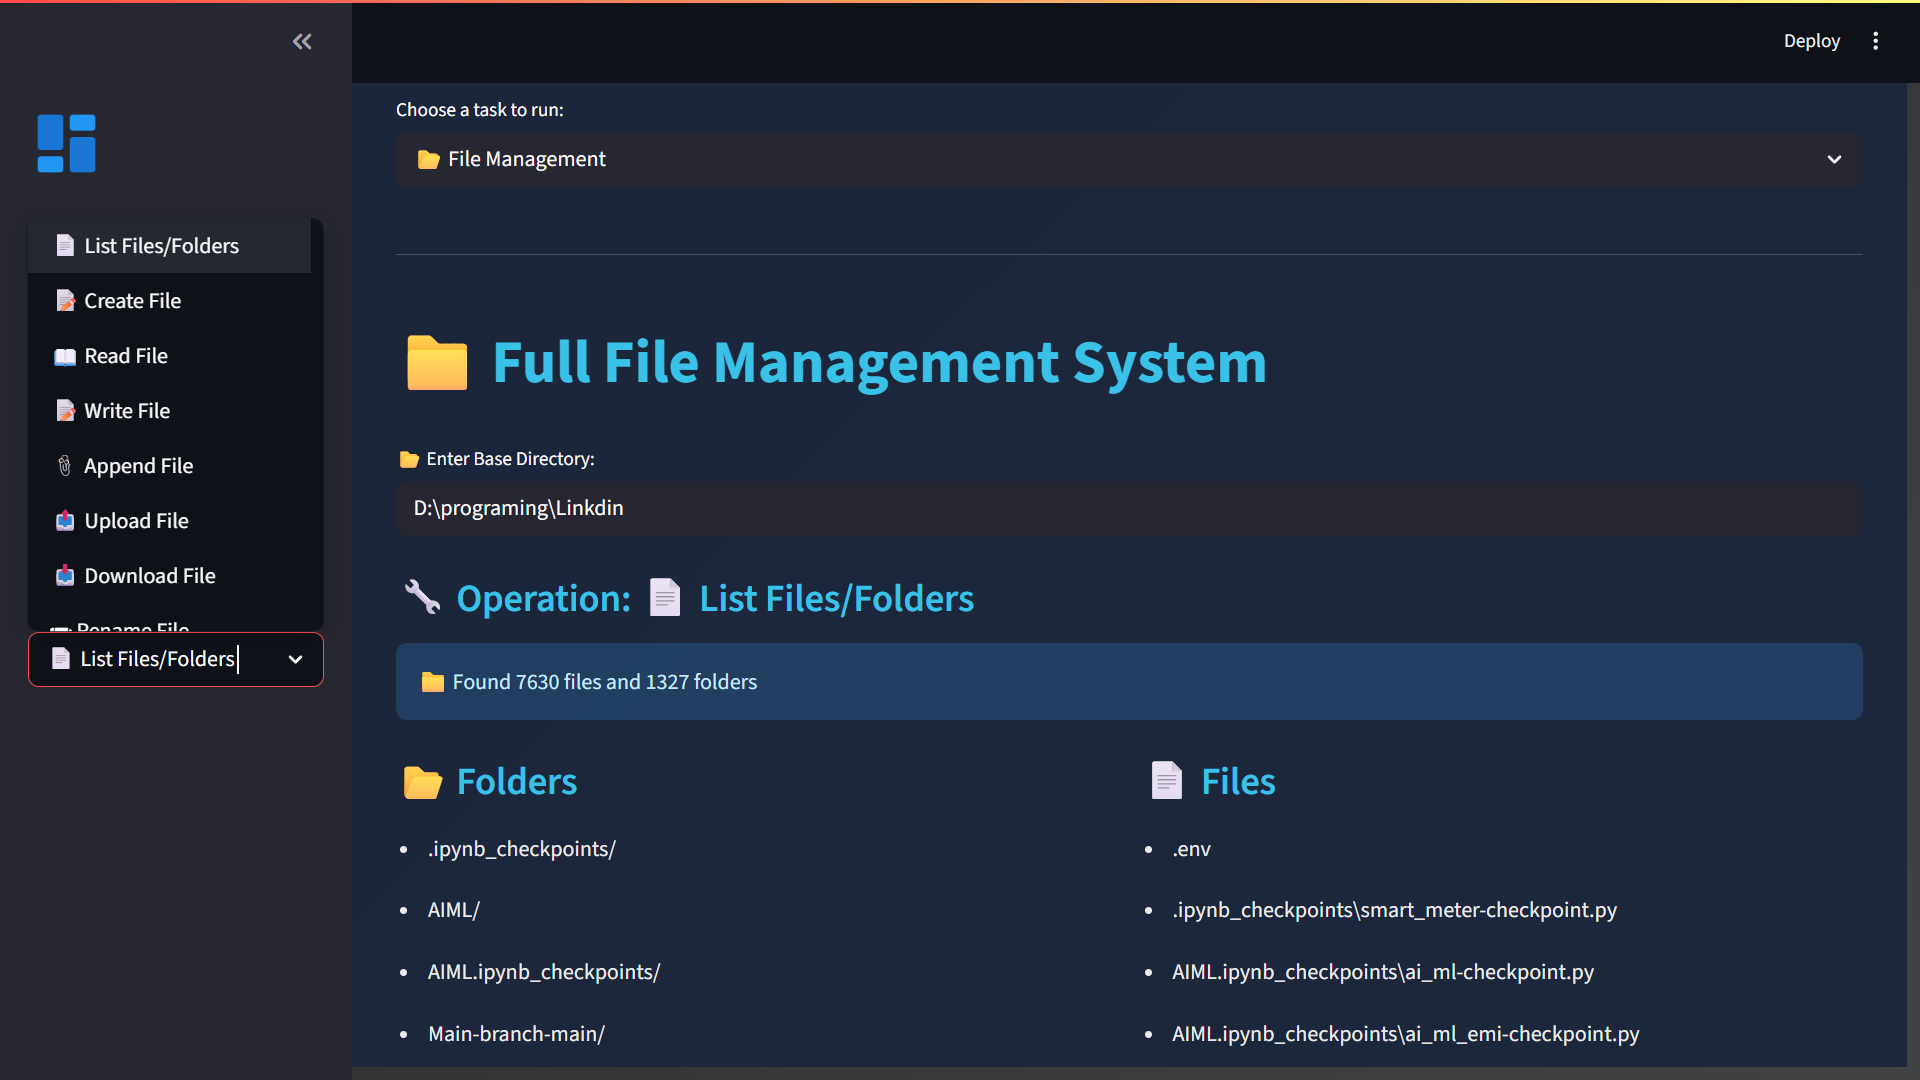 Deploy
List Files/Folders
Create File
Read File
Write File
Append File
Upload File
Download File
Rename File
List Files/Folders
Choose a task to run:
File Management
Full File Management System
Enter Base Directory:
D:\programing\Linkdin
Operation: List Files/Folders
Found 7630 files and 1327 folders
Folders
.ipynb_checkpoints/
AIML/
AIML.ipynb_checkpoints/
Main-branch-main/
Files
.env
.ipynb_checkpoints\smart_meter-checkpoint.py
AIML.ipynb_checkpoints\ai_ml-checkpoint.py
AIML.ipynb_checkpoints\ai_ml_emi-checkpoint.py